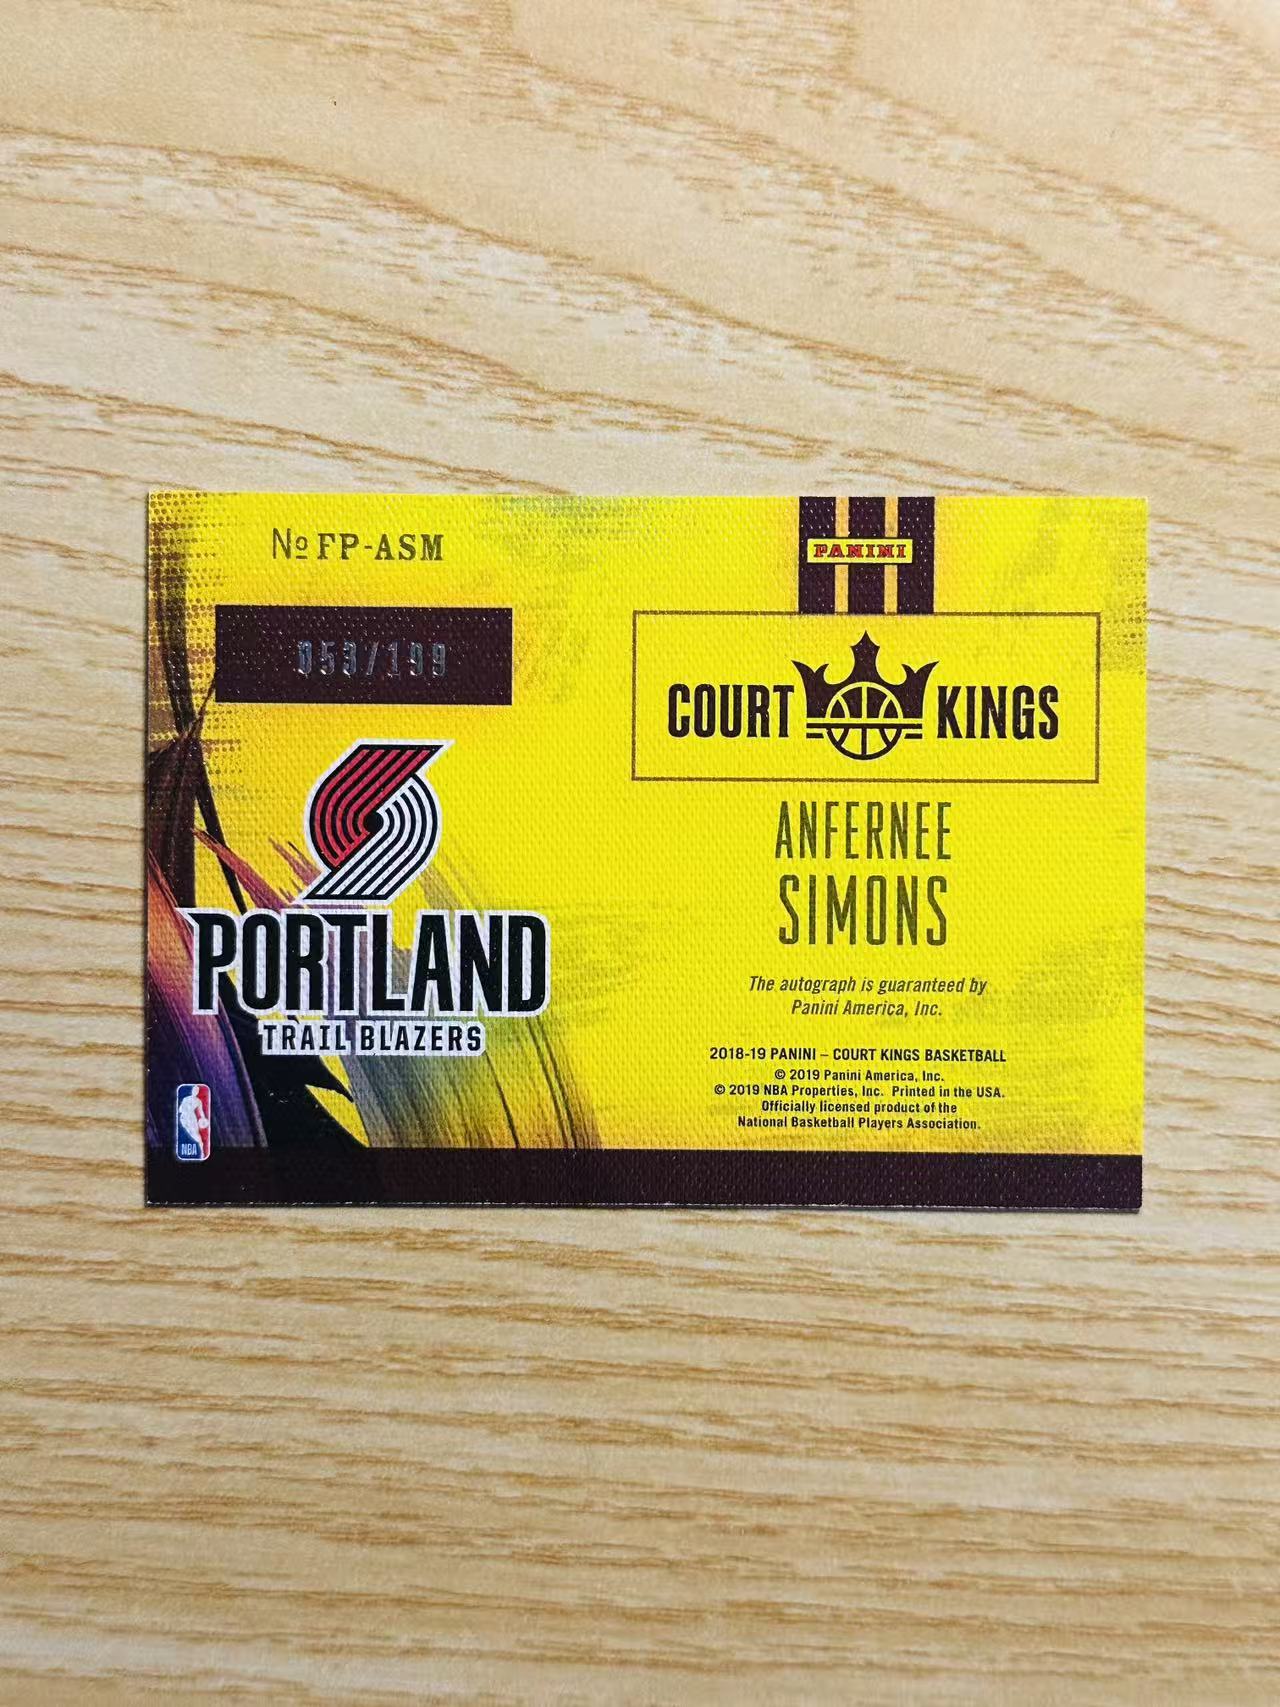 № FP-ASM
053/199
PORTLAND
TRAIL BLAZERS
NBA
PANINI
COURT KINGS
ANFERNEE
SIMONS
The autograph is guaranteed by
Panini America, Inc.
2018-19 PANINI – COURT KINGS BASKETBALL
© 2019 Panini America, Inc.
© 2019 NBA Properties, Inc. Printed in the USA.
Officially licensed product of the
National Basketball Players Association.